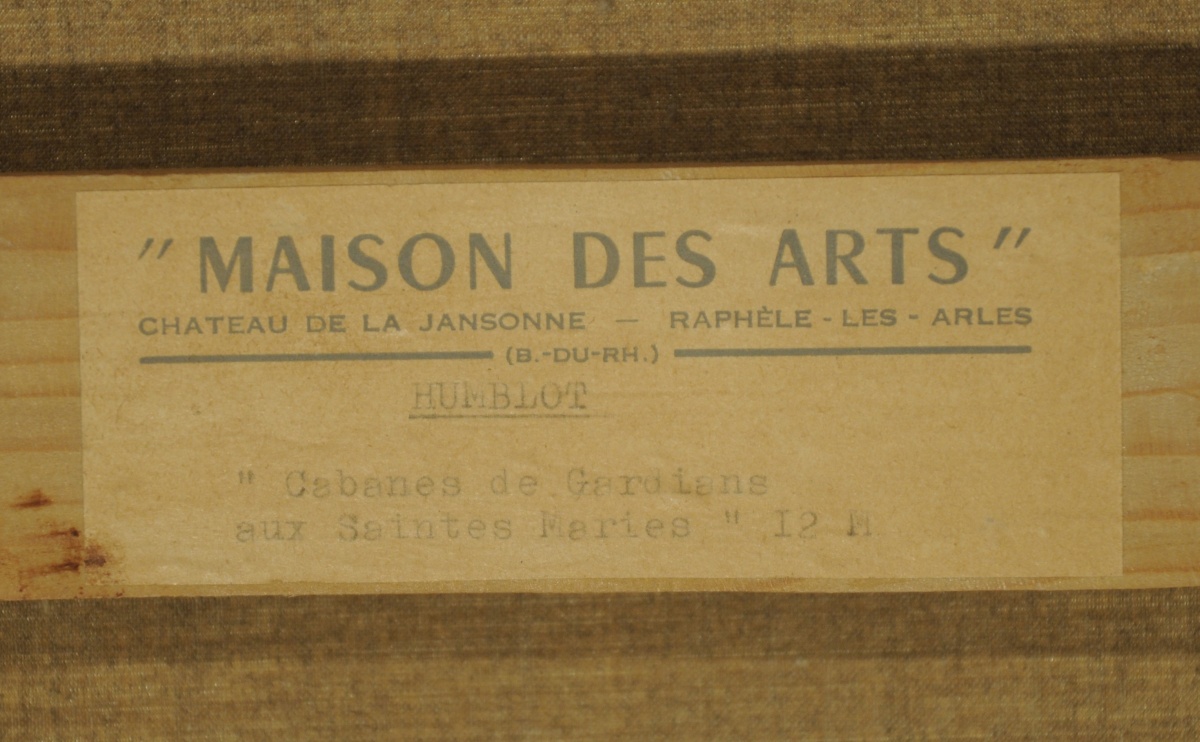 " MAISON DES ARTS "
CHATEAU DE LA JANSONNE — RAPHÈLE - LES - ARLES
(B.-DU-RH.)
HUMBLOT
" Cabanes de Gardians
aux Saintes Maries " I2 M